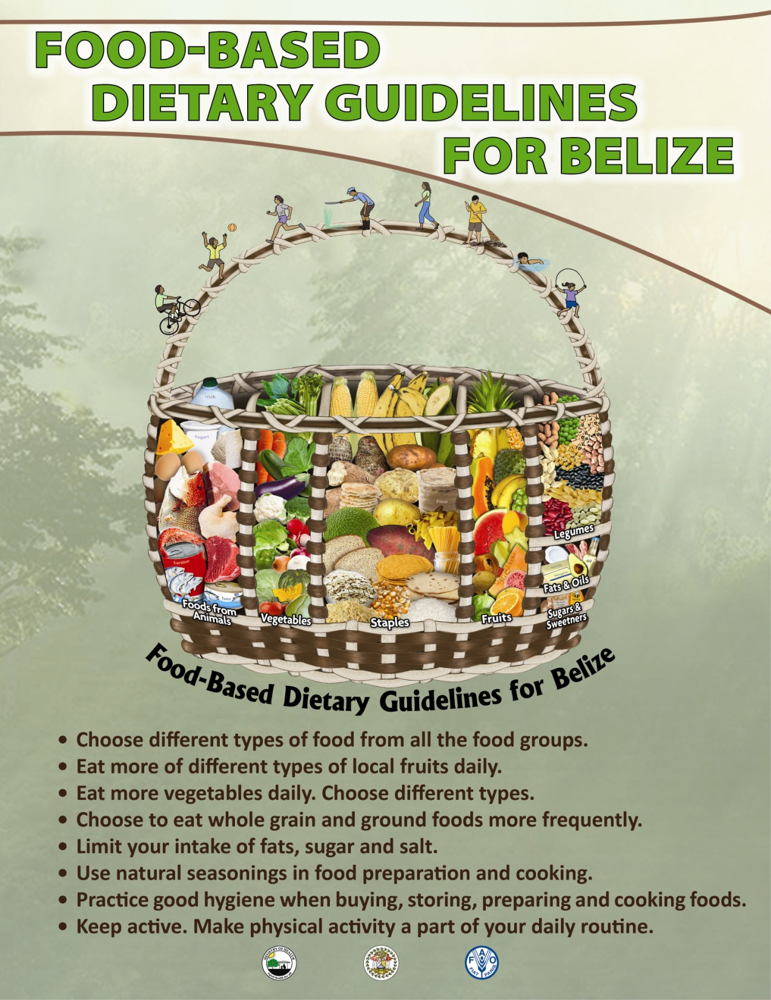 FOOD-BASED
DIETARY GUIDELINES
FOR BELIZE
milk
Yogurt
Flour
Sardine
Tuna
oil
Legumes
Fats & Oils
Sugars &
Sweetners
Foods from
Animals
Vegetables
Staples
Fruits
Food-Based Dietary Guidelines for Belize
• Choose different types of food from all the food groups.
• Eat more of different types of local fruits daily.
• Eat more vegetables daily. Choose different types.
• Choose to eat whole grain and ground foods more frequently.
• Limit your intake of fats, sugar and salt.
• Use natural seasonings in food preparation and cooking.
• Practice good hygiene when buying, storing, preparing and cooking foods.
• Keep active. Make physical activity a part of your daily routine.
MINISTRY OF HEALTH
F A O
FIAT PANIS